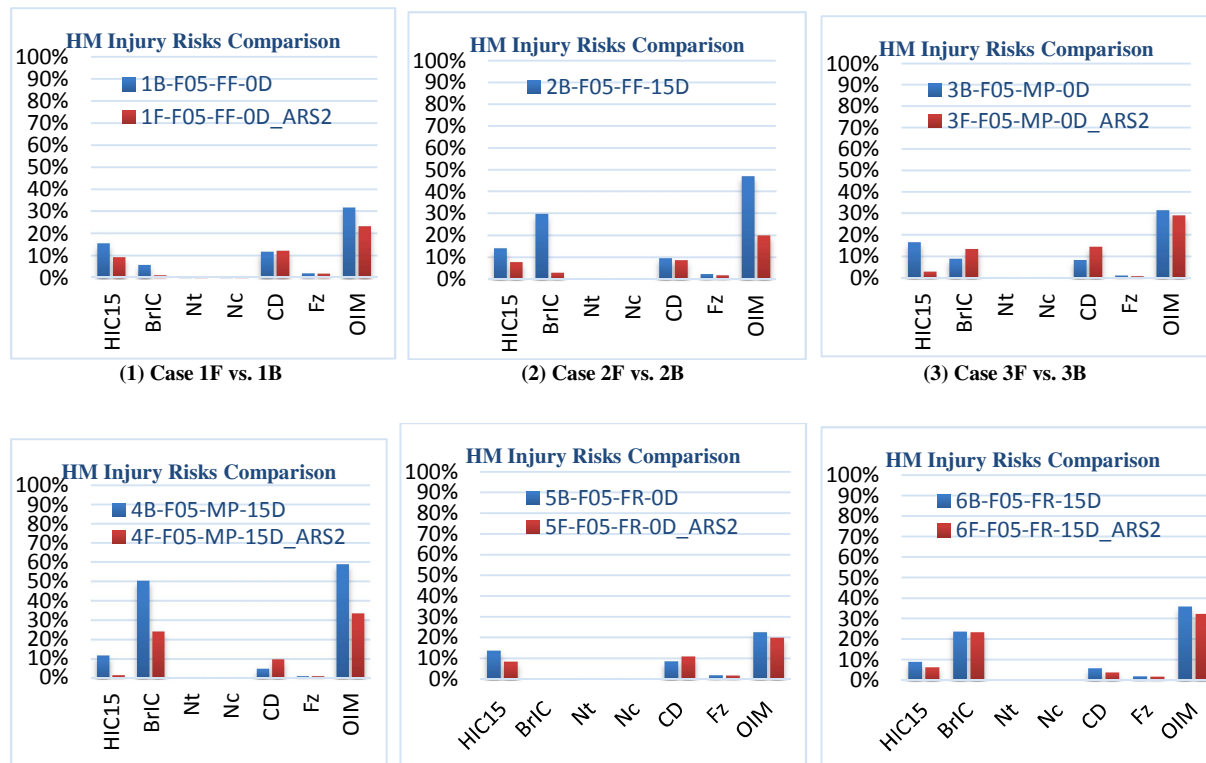 HM Injury Risks Comparison
100%
90%
80%
70%
60%
50%
40%
30%
20%
10%
0%
1B-F05-FF-0D
1F-F05-FF-0D_ARS2
HIC15
BrIC
Nt
Nc
CD
Fz
OIM
(1) Case 1F vs. 1B
HM Injury Risks Comparison
100%
90%
80%
70%
60%
50%
40%
30%
20%
10%
0%
2B-F05-FF-15D
HIC15
BrIC
Nt
Nc
CD
Fz
OIM
(2) Case 2F vs. 2B
HM Injury Risks Comparison
100%
90%
80%
70%
60%
50%
40%
30%
20%
10%
0%
3B-F05-MP-0D
3F-F05-MP-0D_ARS2
HIC15
BrIC
Nt
Nc
CD
Fz
OIM
(3) Case 3F vs. 3B
HM Injury Risks Comparison
100%
90%
80%
70%
60%
50%
40%
30%
20%
10%
0%
4B-F05-MP-15D
4F-F05-MP-15D_ARS2
HIC15
BrIC
Nt
Nc
CD
Fz
OIM
HM Injury Risks Comparison
100%
90%
80%
70%
60%
50%
40%
30%
20%
10%
0%
5B-F05-FR-0D
5F-F05-FR-0D_ARS2
HIC15
BrIC
Nt
Nc
CD
Fz
OIM
HM Injury Risks Comparison
100%
90%
80%
70%
60%
50%
40%
30%
20%
10%
0%
6B-F05-FR-15D
6F-F05-FR-15D_ARS2
HIC15
BrIC
Nt
Nc
CD
Fz
OIM